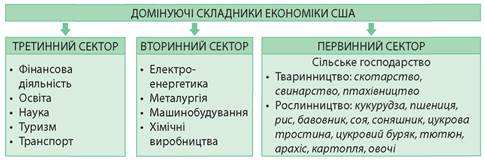 ДОМІНУЮЧІ СКЛАДНИКИ ЕКОНОМІКИ США
ТРЕТИННИЙ СЕКТОР
• Фінансова
діяльність
• Освіта
• Наука
• Туризм
• Транспорт
ВТОРИННИЙ СЕКТОР
• Електро-
енергетика
• Металургія
• Машинобудування
• Хімічні
виробництва
ПЕРВИННИЙ СЕКТОР
Сільське господарство
• Тваринництво: скотарство,
свинарство, птахівництво
• Рослинництво: кукурудза, пшениця,
рис, бавовник, соя, соняшник, цукрова
тростина, цукровий буряк, тютюн,
арахіс, картопля, овочі